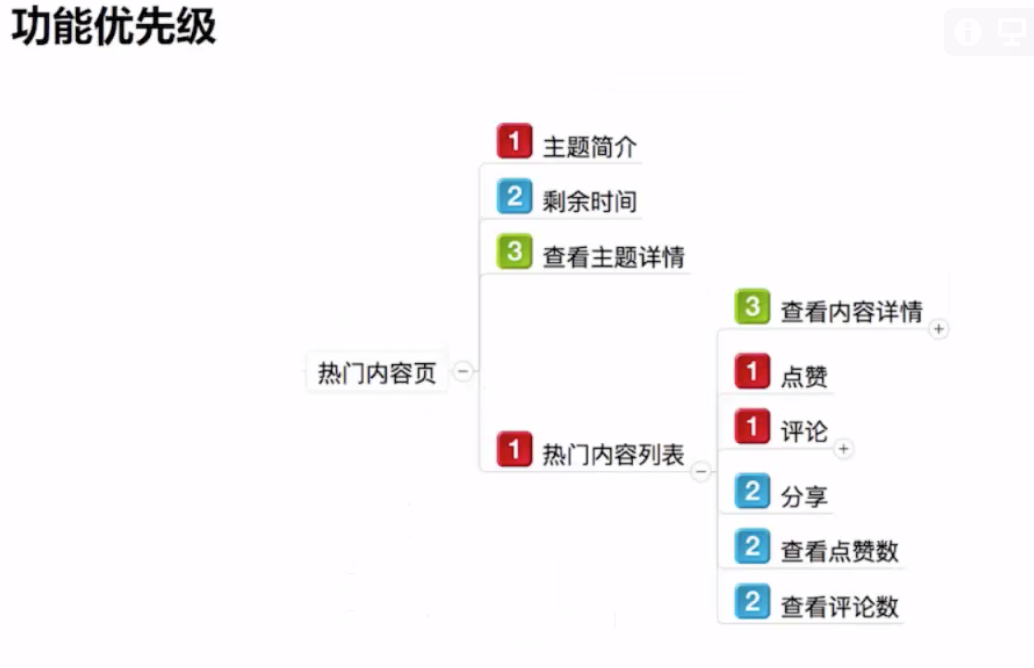 功能优先级
1 主题简介
2 剩余时间
3 查看主题详情
3 查看内容详情
热门内容页
1 点赞
1 评论
1 热门内容列表
2 分享
2 查看点赞数
2 查看评论数